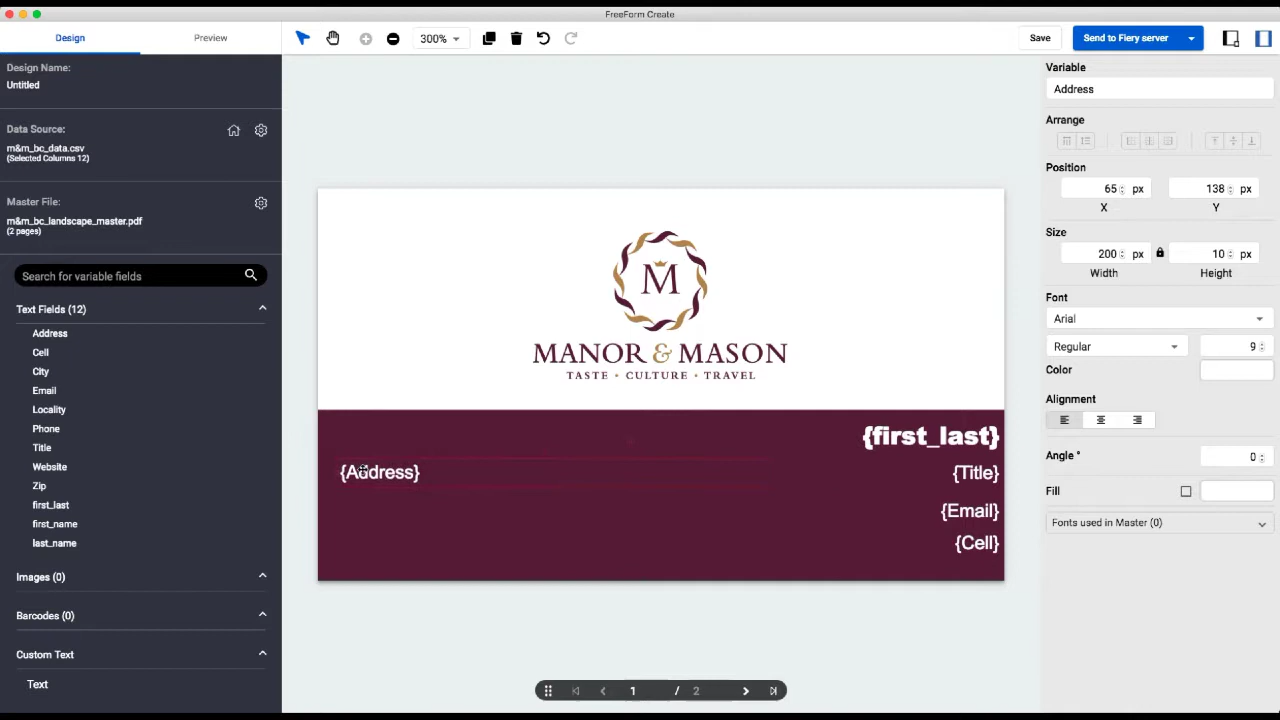 FreeForm Create
Design
Preview
300%
Save
Send to Fiery server
Design Name:
Untitled
Data Source:
m&m_bc_data.csv
(Selected Columns 12)
Master File:
m&m_bc_landscape_master.pdf
(2 pages)
Search for variable fields
Text Fields (12)
Address
Cell
City
Email
Locality
Phone
Title
Website
Zip
first_last
first_name
last_name
Images (0)
Barcodes (0)
Custom Text
Text
M
MANOR & MASON
TASTE • CULTURE • TRAVEL
{first_last}
{Address}
{Title}
{Email}
{Cell}
1 / 2
Variable
Address
Arrange
Position
65 px
138 px
X
Y
Size
200 px
10 px
Width
Height
Font
Arial
Regular
9
Color
Alignment
Angle °
0
Fill
Fonts used in Master (0)